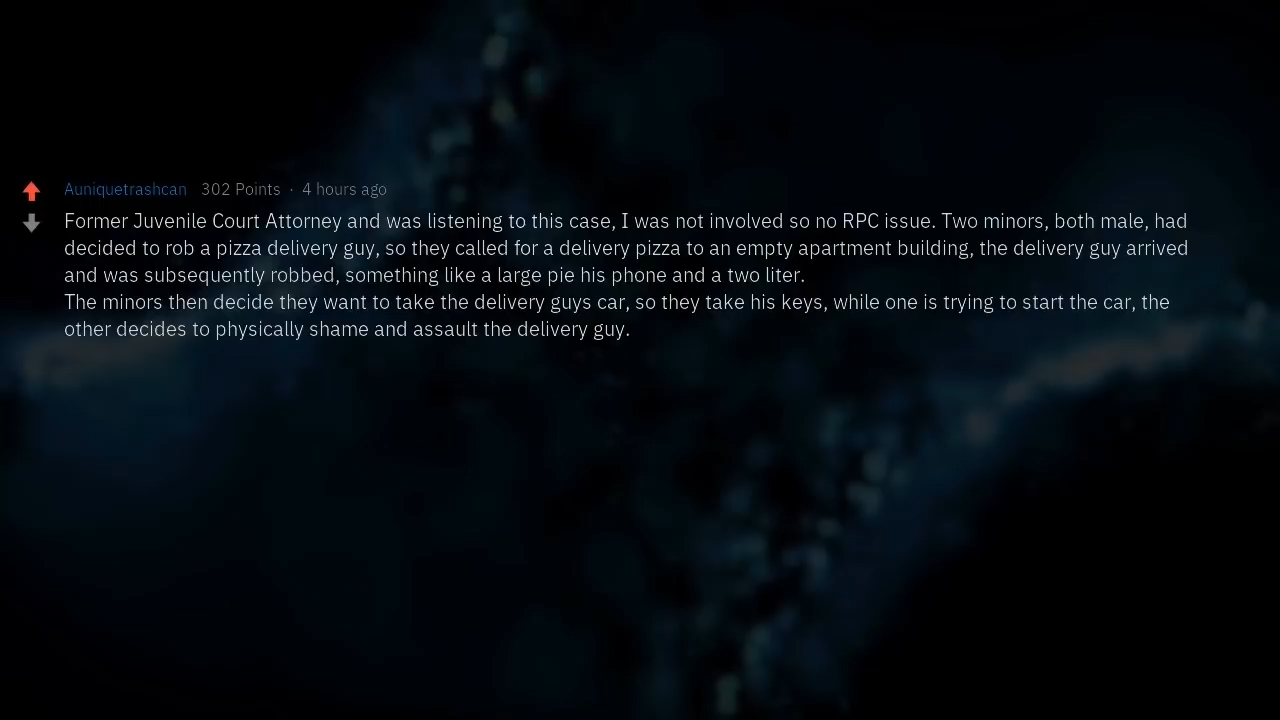 Auniquetrashcan 302 Points · 4 hours ago
Former Juvenile Court Attorney and was listening to this case, I was not involved so no RPC issue. Two minors, both male, had
decided to rob a pizza delivery guy, so they called for a delivery pizza to an empty apartment building, the delivery guy arrived
and was subsequently robbed, something like a large pie his phone and a two liter.
The minors then decide they want to take the delivery guys car, so they take his keys, while one is trying to start the car, the
other decides to physically shame and assault the delivery guy.